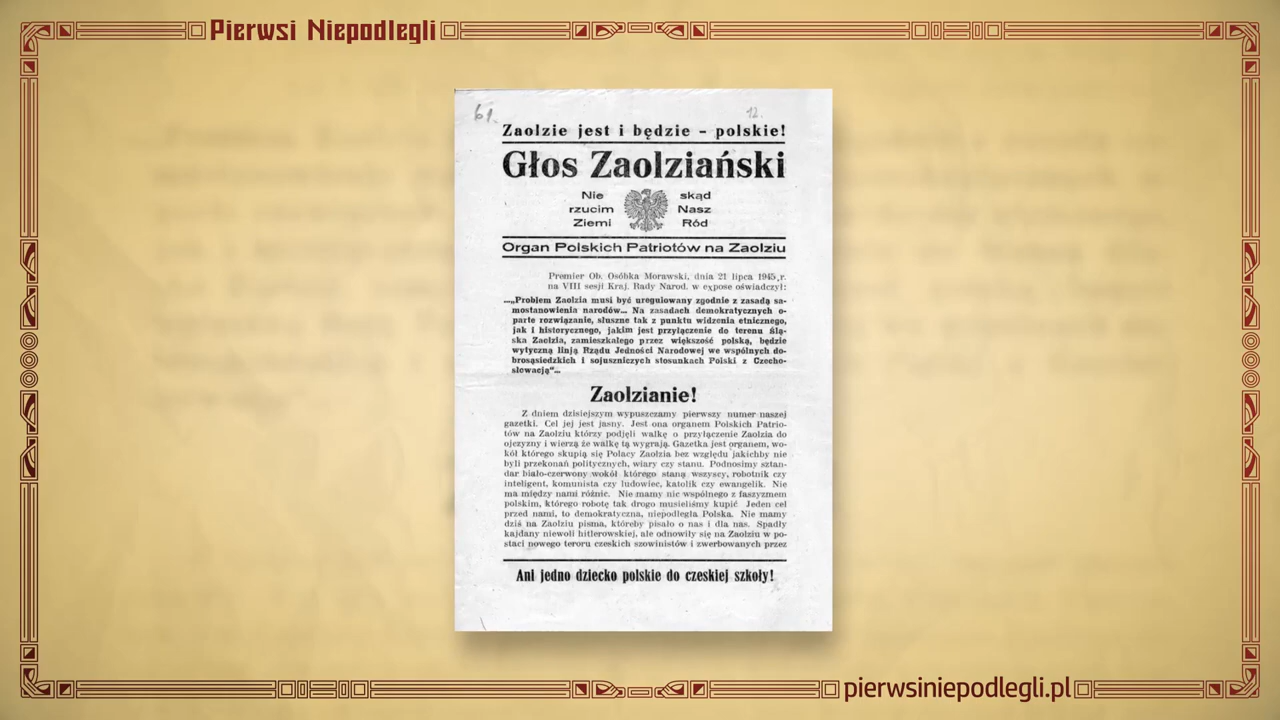 Pierwsi Niepodlegli
61.
12.
Zaolzie jest i będzie – polskie!
Głos Zaolziański
Nie skąd
rzucim Nasz
Ziemi Ród
Organ Polskich Patriotów na Zaolziu
Premier Ob. Osóbka Morawski, dnia 21 lipca 1945 r.
na VIII sesji Kraj. Rady Narod. w expose oświadczył:
...„Problem Zaolzia musi być uregulowany zgodnie z zasadą sa-
mostanowienia narodów... Na zasadach demokratycznych o-
parte rozwiązanie, słuszne tak z punktu widzenia etnicznego,
jak i historycznego, jakim jest przyłączenie do terenu Ślą-
ska Zaolzia, zamieszkałego przez większość polską, będzie
wytyczną linją Rządu Jedności Narodowej we wspólnych do-
brosąsiedzkich i sojuszniczych stosunkach Polski z Czecho-
słowacją"...
Zaolzianie!
Z dniem dzisiejszym wypuszczamy pierwszy numer naszej
gazetki. Cel jej jest jasny. Jest ona organem Polskich Patrio-
tów na Zaolziu którzy podjęli walkę o przyłączenie Zaolzia do
ojczyzny i wierzą że walkę tą wygrają. Gazetka jest organem, wo-
kół którego skupią się Polacy Zaolzia bez względu jakichby nie
byli przekonań politycznych, wiary czy stanu. Podnosimy sztan-
dar biało-czerwony wokół którego staną wszyscy, robotnik czy
inteligent, komunista czy ludowiec, katolik czy ewangelik. Nie
ma między nami różnic. Nie mamy nic wspólnego z faszyzmem
polskim, którego robotę tak drogo musieliśmy kupić. Jeden cel
przed nami, to demokratyczna, niepodległa Polska. Nie mamy
dziś na Zaolziu pisma, któreby pisało o nas i dla nas. Spadły
kajdany niewoli hitlerowskiej, ale odnowiły się na Zaolziu w po-
staci nowego teroru czeskich szowinistów i zwerbowanych przez
Ani jedno dziecko polskie do czeskiej szkoły!
pierwsiniepodlegli.pl